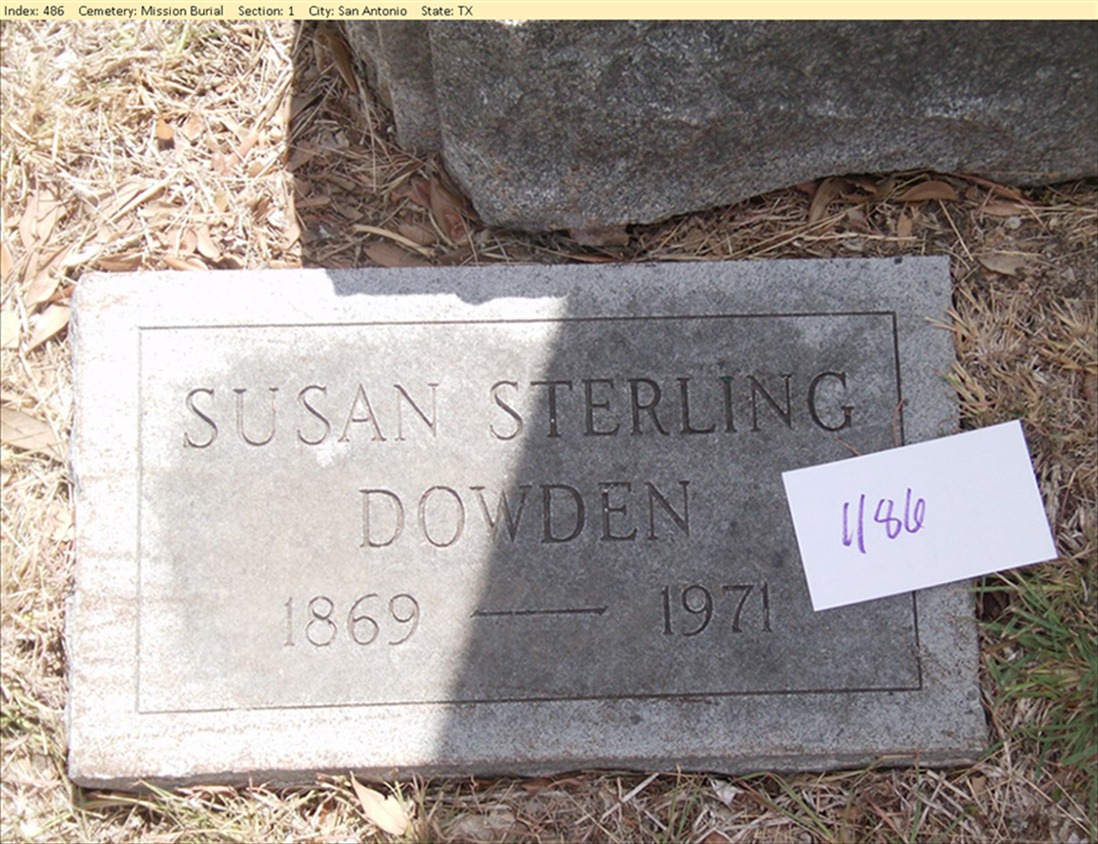 Index: 486 Cemetery: Mission Burial Section: 1 City: San Antonio State: TX
SUSAN STERLING
DOWDEN
1869 — 1971
486